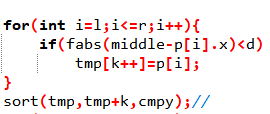 for(int i=l;i<=r;i++){
if(fabs(middle-p[i].x)<d)
tmp[k++]=p[i];
}
sort(tmp,tmp+k,cmpy);//